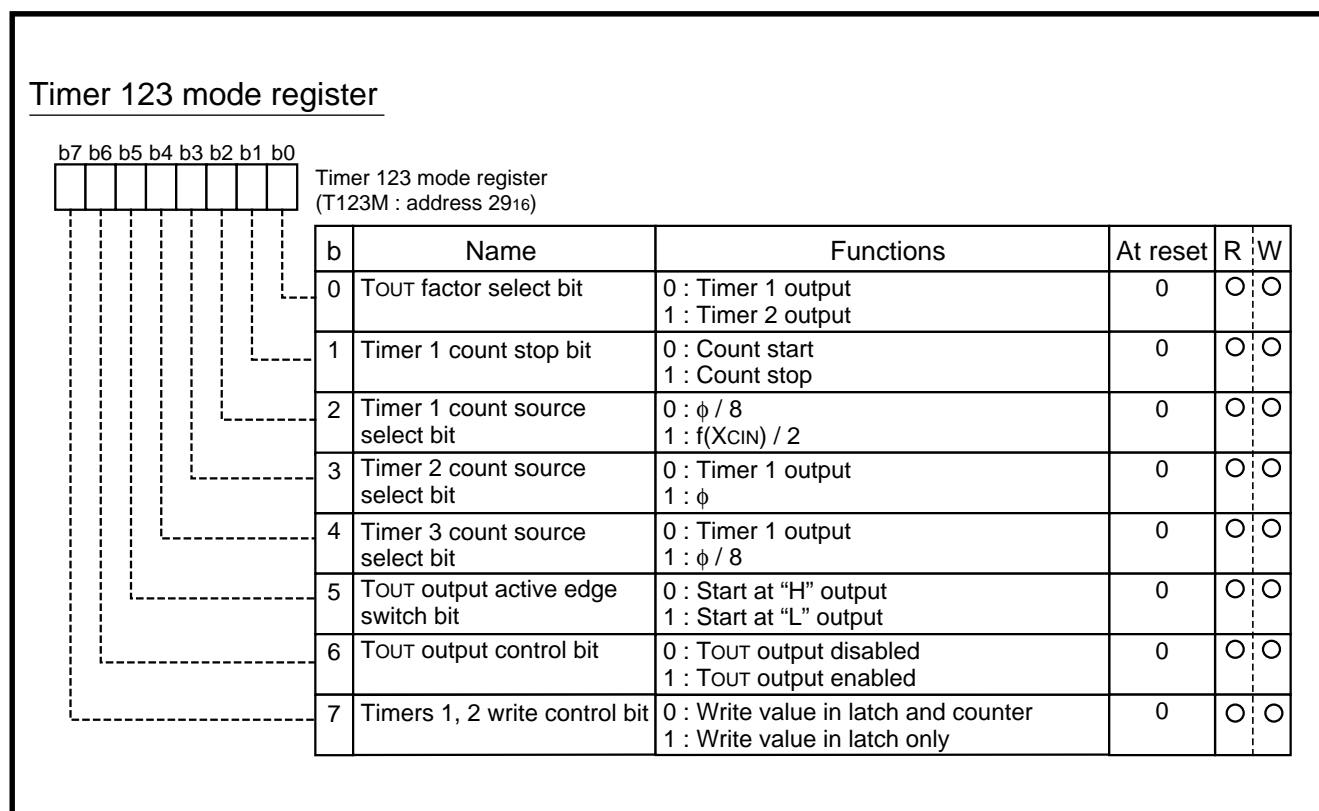 Timer 123 mode register
b7 b6 b5 b4 b3 b2 b1 b0
Timer 123 mode register
(T123M : address 2916)
b Name Functions At reset R W
0 TOUT factor select bit 0 : Timer 1 output 0 O O
1 : Timer 2 output
1 Timer 1 count stop bit 0 : Count start 0 O O
1 : Count stop
2 Timer 1 count source 0 : ϕ / 8 0 O O
select bit 1 : f(XCIN) / 2
3 Timer 2 count source 0 : Timer 1 output 0 O O
select bit 1 : ϕ
4 Timer 3 count source 0 : Timer 1 output 0 O O
select bit 1 : ϕ / 8
5 TOUT output active edge 0 : Start at “H” output 0 O O
switch bit 1 : Start at “L” output
6 TOUT output control bit 0 : TOUT output disabled 0 O O
1 : TOUT output enabled
7 Timers 1, 2 write control bit 0 : Write value in latch and counter 0 O O
1 : Write value in latch only